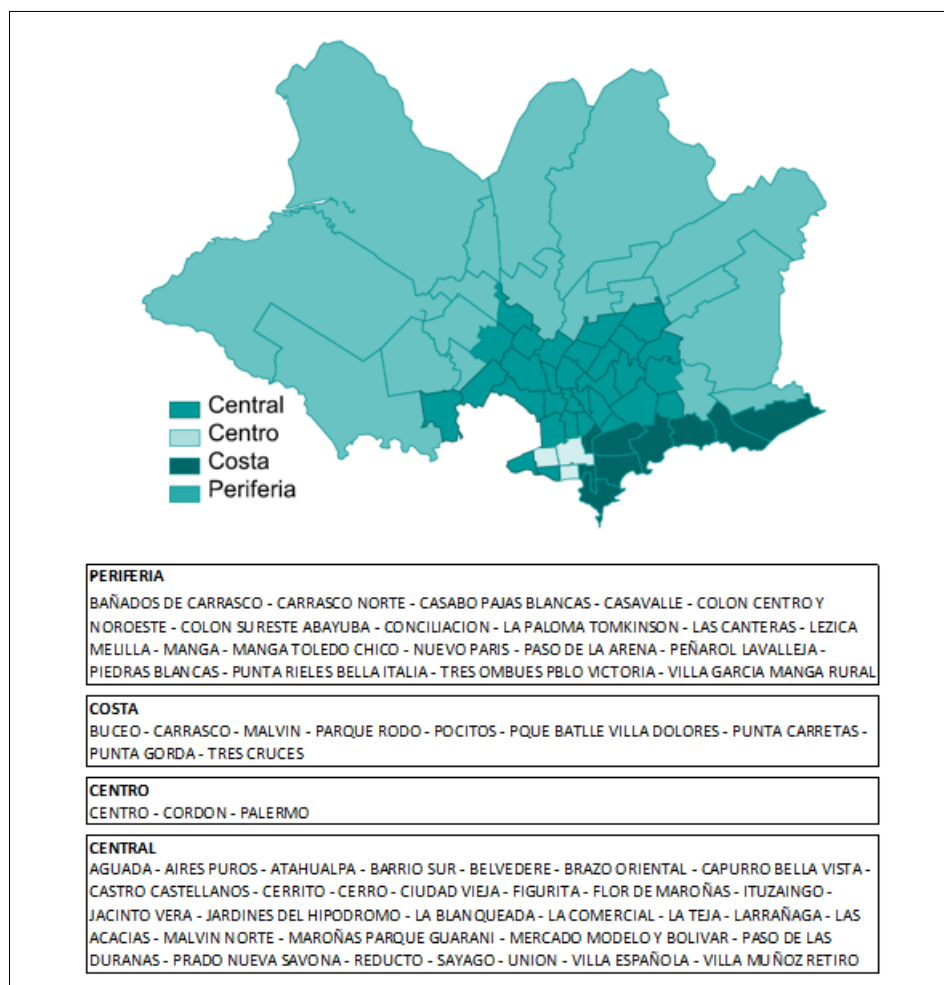 Central
Centro
Costa
Periferia
PERIFERIA
BAÑADOS DE CARRASCO - CARRASCO NORTE - CASABO PAJAS BLANCAS - CASAVALLE - COLON CENTRO Y
NOROESTE - COLON SURESTE ABAYUBA - CONCILIACION - LA PALOMA TOMKINSON - LAS CANTERAS - LEZICA
MELILLA - MANGA - MANGA TOLEDO CHICO - NUEVO PARIS - PASO DE LA ARENA - PEÑAROL LAVALLEJA -
PIEDRAS BLANCAS - PUNTA RIELES BELLA ITALIA - TRES OMBUES PBLO VICTORIA - VILLA GARCIA MANGA RURAL
COSTA
BUCEO - CARRASCO - MALVIN - PARQUE RODO - POCITOS - PQUE BATLLE VILLA DOLORES - PUNTA CARRETAS -
PUNTA GORDA - TRES CRUCES
CENTRO
CENTRO - CORDON - PALERMO
CENTRAL
AGUADA - AIRES PUROS - ATAHUALPA - BARRIO SUR - BELVEDERE - BRAZO ORIENTAL - CAPURRO BELLA VISTA -
CASTRO CASTELLANOS - CERRITO - CERRO - CIUDAD VIEJA - FIGURITA - FLOR DE MAROÑAS - ITUZAINGO -
JACINTO VERA - JARDINES DEL HIPODROMO - LA BLANQUEADA - LA COMERCIAL - LA TEJA - LARRAÑAGA - LAS
ACACIAS - MALVIN NORTE - MAROÑAS PARQUE GUARANI - MERCADO MODELO Y BOLIVAR - PASO DE LAS
DURANAS - PRADO NUEVA SAVONA - REDUCTO - SAYAGO - UNION - VILLA ESPAÑOLA - VILLA MUÑOZ RETIRO